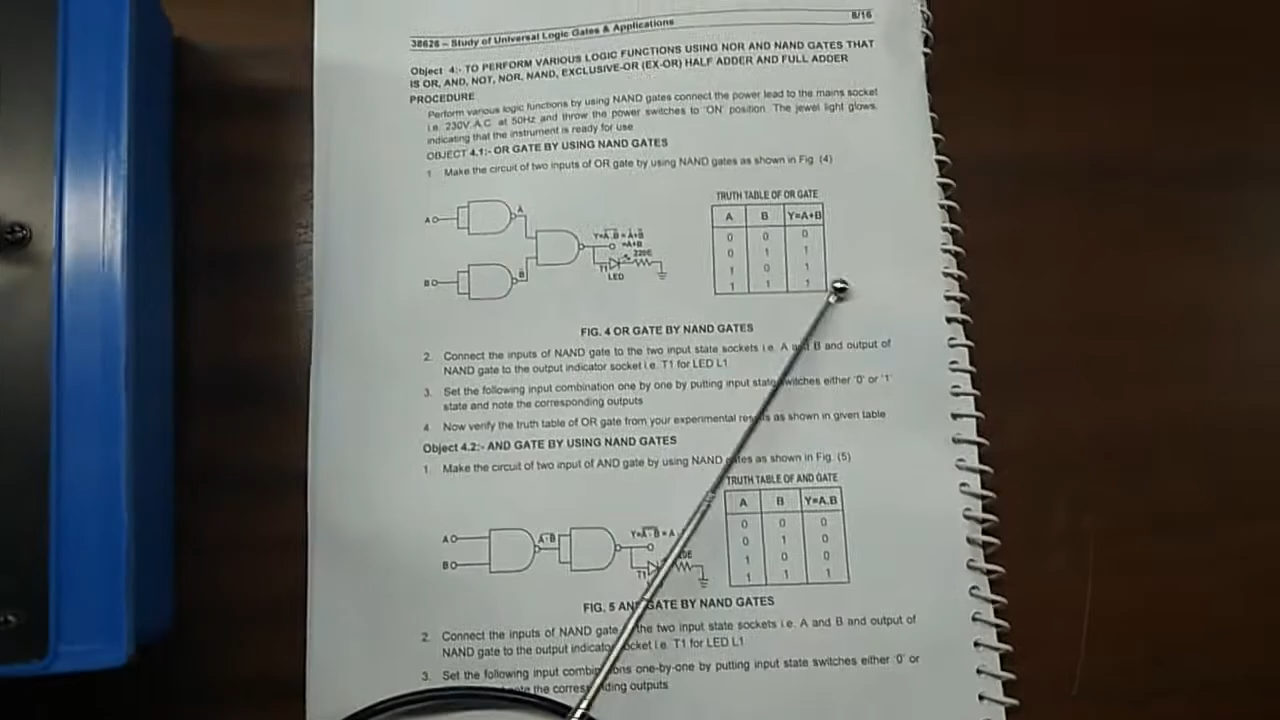 38626 – Study of Universal Logic Gates & Applications
8/16
Object 4:- TO PERFORM VARIOUS LOGIC FUNCTIONS USING NOR AND NAND GATES THAT
IS OR, AND, NOT, NOR, NAND, EXCLUSIVE-OR (EX-OR) HALF ADDER AND FULL ADDER
PROCEDURE
Perform various logic functions by using NAND gates connect the power lead to the mains socket
i.e. 230V A.C. at 50Hz and throw the power switches to 'ON' position. The jewel light glows,
indicating that the instrument is ready for use
OBJECT 4.1:- OR GATE BY USING NAND GATES
1. Make the circuit of two inputs of OR gate by using NAND gates as shown in Fig. (4)
TRUTH TABLE OF OR GATE
A B Y=A+B
0 0 0
0 1 1
1 0 1
1 1 1
A
A̅
B
B̅
=A+B
220E
T1
LED
FIG. 4 OR GATE BY NAND GATES
2. Connect the inputs of NAND gate to the two input state sockets i.e. A and B and output of
NAND gate to the output indicator socket i.e. T1 for LED L1
3. Set the following input combination one by one by putting input state switches either '0' or '1'
state and note the corresponding outputs
4. Now verify the truth table of OR gate from your experimental results as shown in given table
Object 4.2:- AND GATE BY USING NAND GATES
1. Make the circuit of two input of AND gate by using NAND gates as shown in Fig. (5)
TRUTH TABLE OF AND GATE
A B Y=A.B
0 0 0
0 1 0
1 0 0
1 1 1
A
B
T1
FIG. 5 AND GATE BY NAND GATES
2. Connect the inputs of NAND gate the two input state sockets i.e. A and B and output of
NAND gate to the output indicator socket i.e. T1 for LED L1
3. Set the following input combinations one-by-one by putting input state switches either '0' or
note the corresponding outputs